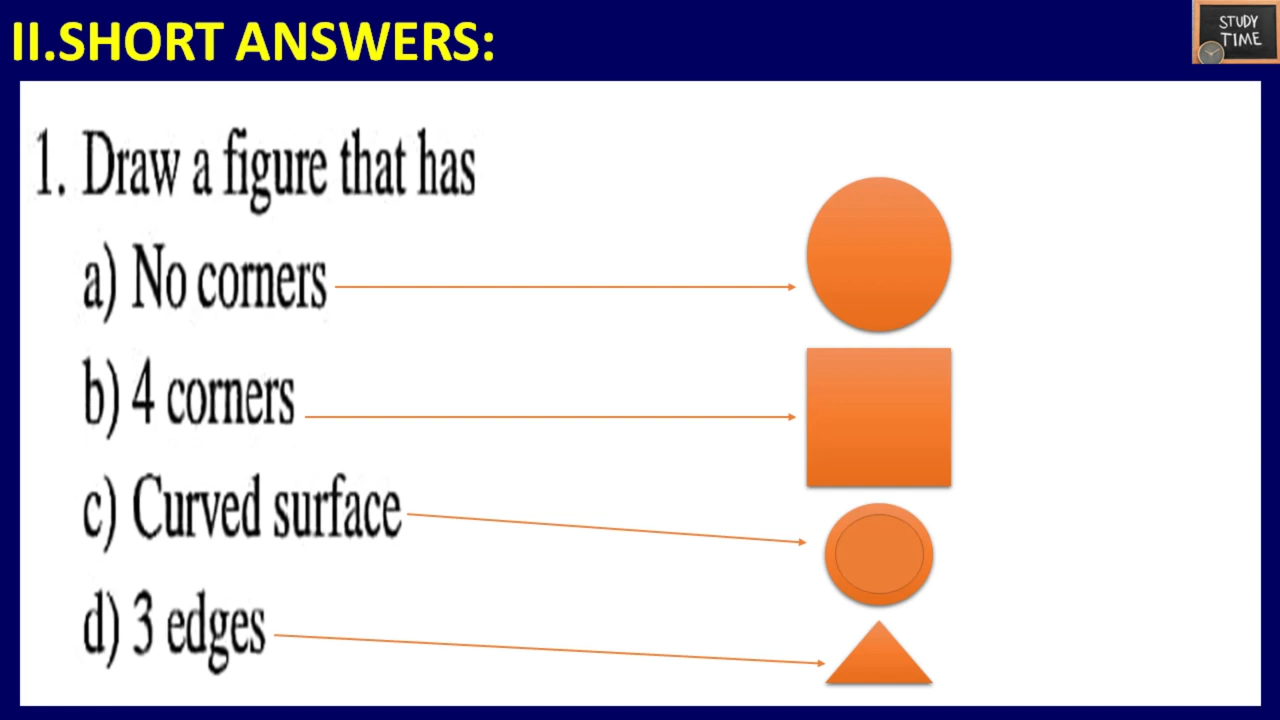 II.SHORT ANSWERS:
STUDY
TIME
1. Draw a figure that has
a) No corners
b) 4 corners
c) Curved surface
d) 3 edges